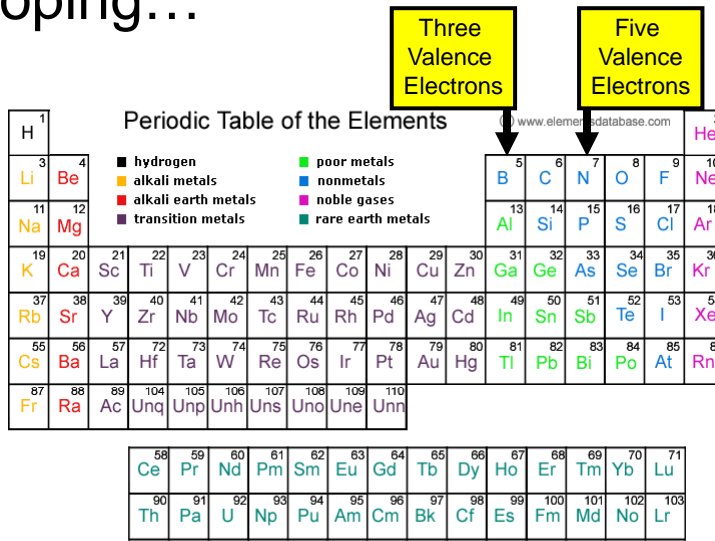 oping…
Three
Valence
Electrons
Five
Valence
Electrons
Periodic Table of the Elements
www.elementsdatabase.com
hydrogen
alkali metals
alkali earth metals
transition metals
poor metals
nonmetals
noble gases
rare earth metals
1
H He
3 4 5 6 7 8 9 10
Li Be B C N O F Ne
11 12 13 14 15 16 17
Na Mg Al Si P S Cl Ar
19 20 21 22 23 24 25 26 27 28 29 30 31 32 33 34 35
K Ca Sc Ti V Cr Mn Fe Co Ni Cu Zn Ga Ge As Se Br Kr
37 38 39 40 41 42 43 44 45 46 47 48 49 50 51 52 53
Rb Sr Y Zr Nb Mo Tc Ru Rh Pd Ag Cd In Sn Sb Te I Xe
55 56 57 72 73 74 75 76 77 78 79 80 81 82 83 84 85
Cs Ba La Hf Ta W Re Os Ir Pt Au Hg Tl Pb Bi Po At Rn
87 88 89 104 105 106 107 108 109 110
Fr Ra Ac Unq Unp Unh Uns Uno Une Unn
58 59 60 61 62 63 64 65 66 67 68 69 70 71
Ce Pr Nd Pm Sm Eu Gd Tb Dy Ho Er Tm Yb Lu
90 91 92 93 94 95 96 97 98 99 100 101 102 103
Th Pa U Np Pu Am Cm Bk Cf Es Fm Md No Lr